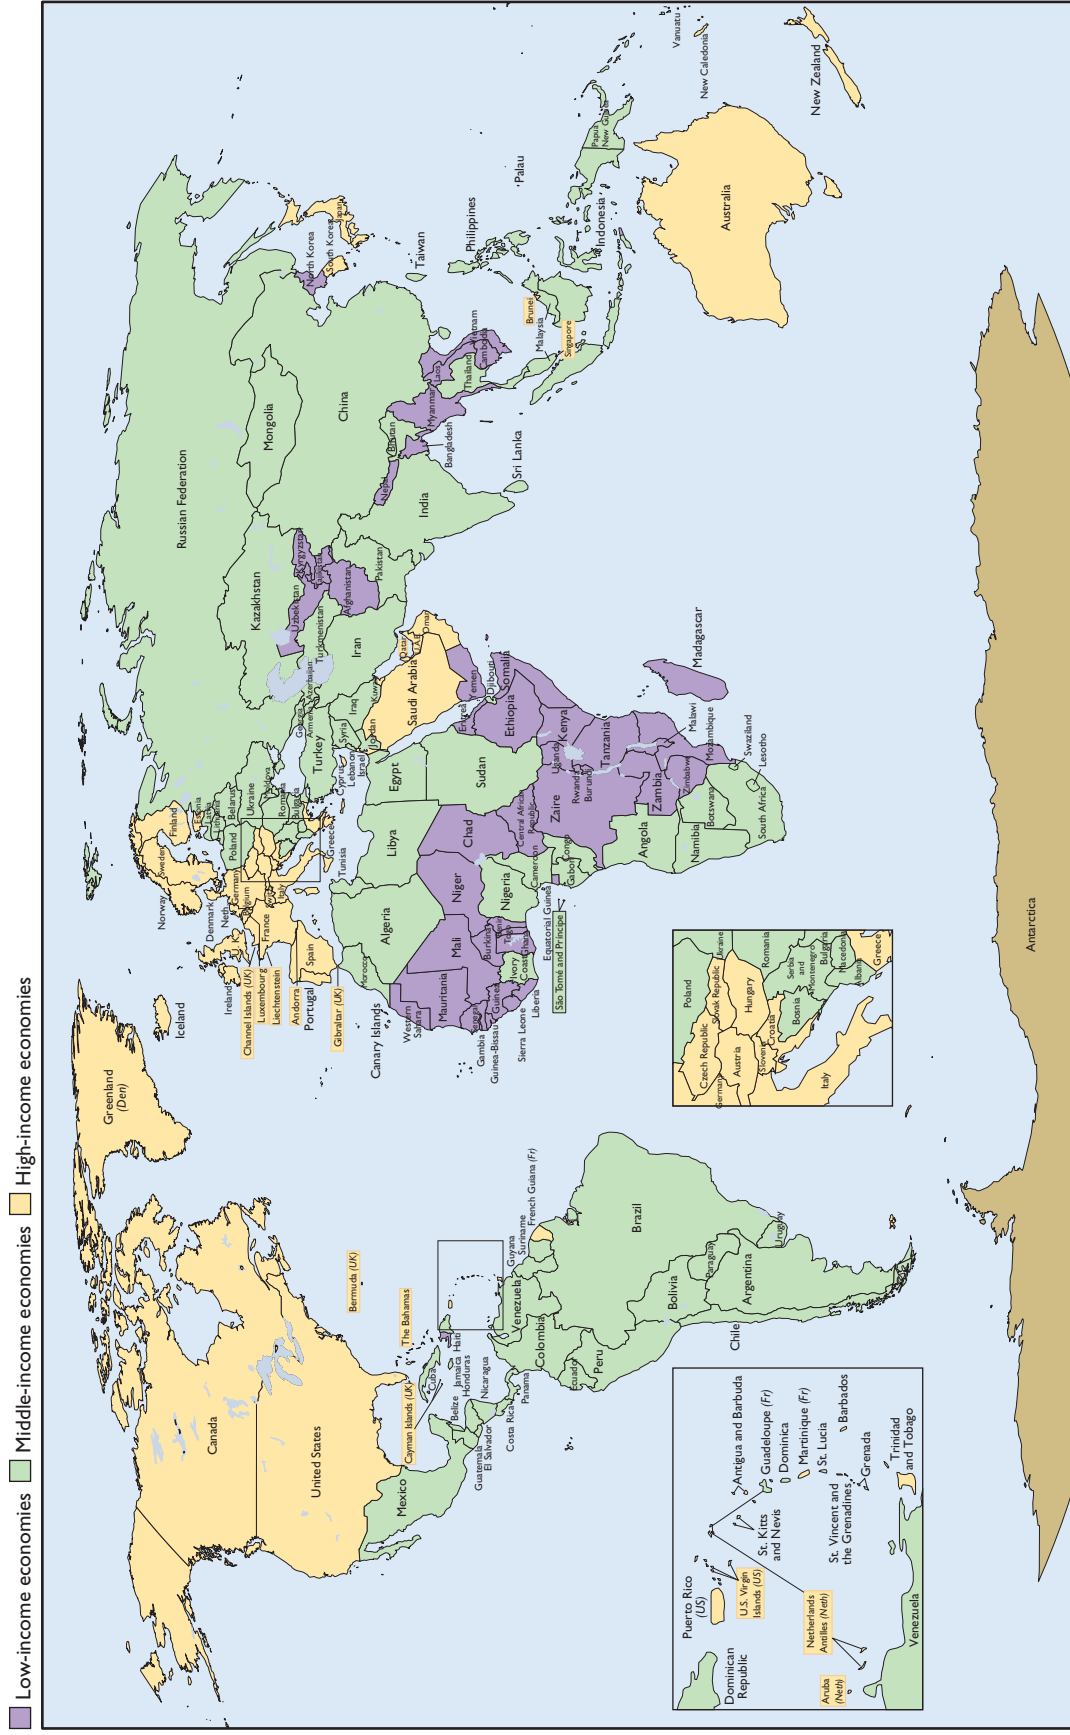 Low-income economies
Middle-income economies
High-income economies
Greenland
(Den)
Iceland
Canada
United States
Bermuda (UK)
The Bahamas
Cayman Islands (UK)
Mexico
Cuba
Haiti
Jamaica
Belize
Honduras
Guatemala
El Salvador
Nicaragua
Costa Rica
Panama
Venezuela
Guyana
Suriname
French Guiana (Fr)
Colombia
Ecuador
Peru
Brazil
Bolivia
Paraguay
Uruguay
Argentina
Chile
Norway
Sweden
Finland
Denmark
Estonia
Latvia
Lithuania
Ireland
U.K.
Neth
Belgium
Germany
Poland
Belarus
Ukraine
Moldova
Romania
Bulgaria
Channel Islands (UK)
Luxembourg
Liechtenstein
France
Switz
Italy
Andorra
Portugal
Spain
Gibraltar (UK)
Greece
Turkey
Cyprus
Lebanon
Israel
Syria
Jordan
Iraq
Kuwait
Georgia
Armenia
Azerbaijan
Russian Federation
Kazakhstan
Uzbekistan
Turkmenistan
Kyrgyzstan
Tajikistan
Afghanistan
Iran
Pakistan
Saudi Arabia
Qatar
U.A.E
Oman
Yemen
Mongolia
China
North Korea
South Korea
Japan
Taiwan
Nepal
Bhutan
India
Bangladesh
Myanmar
Laos
Thailand
Vietnam
Cambodia
Sri Lanka
Philippines
Palau
Brunei
Malaysia
Singapore
Indonesia
Papua
New Guinea
Vanuatu
New Caledonia
Australia
New Zealand
Canary Islands
Morocco
Tunisia
Algeria
Libya
Egypt
Western
Sahara
Mauritania
Mali
Niger
Chad
Sudan
Eritrea
Djibouti
Somalia
Ethiopia
Senegal
Gambia
Guinea-Bissau
Guinea
Sierra Leone
Liberia
Ivory
Coast
Burkina
Ghana
Togo
Benin
Nigeria
Cameroon
Central African
Republic
Equatorial Guinea
São Tomé and Príncipe
Gabon
Congo
Zaire
Uganda
Kenya
Rwanda
Burundi
Tanzania
Angola
Zambia
Malawi
Mozambique
Zimbabwe
Namibia
Botswana
Swaziland
Lesotho
South Africa
Madagascar
Antarctica
Dominican
Republic
Puerto Rico
(US)
U.S. Virgin
Islands (US)
St. Kitts
and Nevis
Antigua and Barbuda
Guadeloupe (Fr)
Dominica
Martinique (Fr)
St. Lucia
St. Vincent and
the Grenadines
Barbados
Grenada
Trinidad
and Tobago
Netherlands
Antilles (Neth)
Aruba
(Neth)
Venezuela
Poland
Ukraine
Czech Republic
Slovak Republic
Germany
Austria
Hungary
Romania
Slovenia
Croatia
Bosnia
Serbia
and
Montenegro
Bulgaria
Macedonia
Albania
Greece
Italy